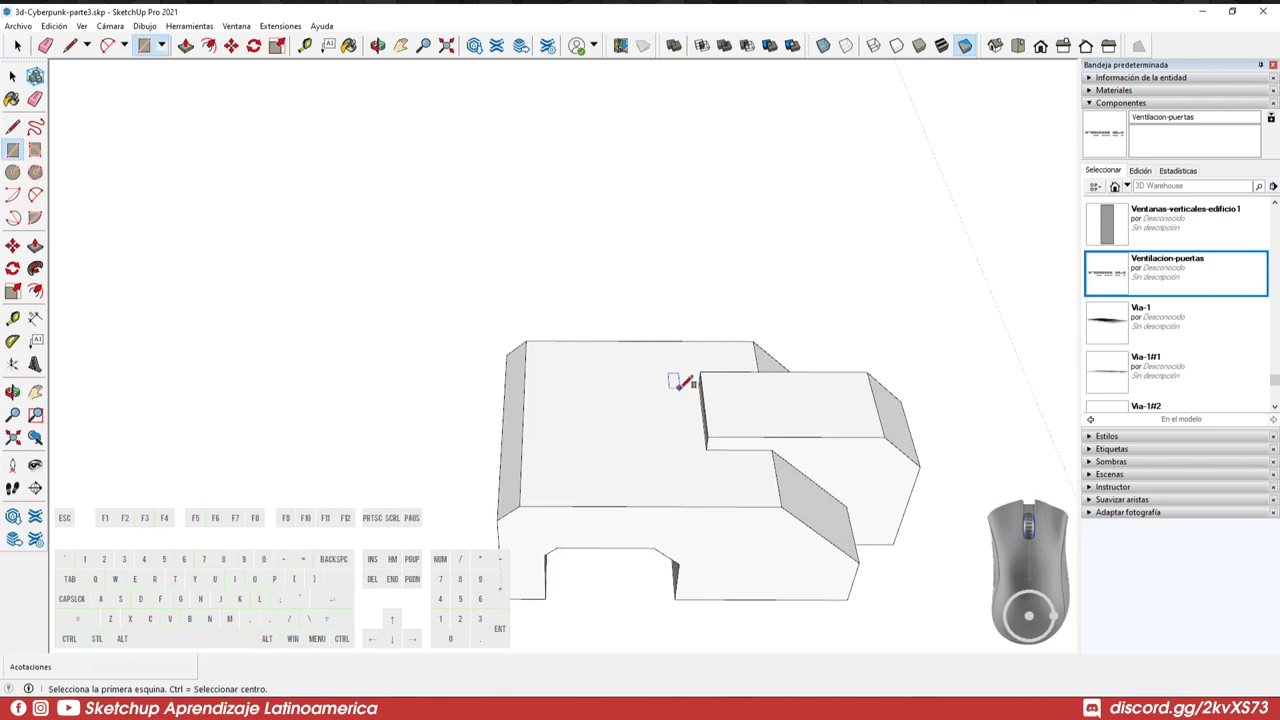 3d-Cyberpunk-parte3.skp - SketchUp Pro 2021
Archivo Edición Ver Cámara Dibujo Herramientas Ventana Extensiones Ayuda
Bandeja predeterminada
Información de la entidad
Materiales
Componentes
Ventilacion-puertas
Seleccionar Edición Estadísticas
3D Warehouse
Ventanas-verticales-edificio1
por Desconocido
Sin descripción
Ventilacion-puertas
por Desconocido
Sin descripción
Via-1
por Desconocido
Sin descripción
Via-1#1
por Desconocido
Sin descripción
Via-1#2
En el modelo
Estilos
Etiquetas
Sombras
Escenas
Instructor
Suavizar aristas
Adaptar fotografía
ESC F1 F2 F3 F4 F5 F6 F7 F8 F9 F10 F11 F12 PRTSC SCRL PAUS
1 2 3 4 5 6 7 8 9 0 - = BACKSPC INS HM PGUP NUM / * -
TAB Q W E R T Y U I O P [ ] DEL END PGDN 7 8 9
CAPSLCK A S D F G H J K L ; 4 5 6 +
Z X C V B N M , . / \ ↑ 1 2 3 ENT
CTRL STL ALT ALT WIN MENU CTRL ← ↓ → 0 .
Acotaciones
Selecciona la primera esquina. Ctrl = Seleccionar centro.
Sketchup Aprendizaje Latinoamerica
discord.gg/2kvXS73